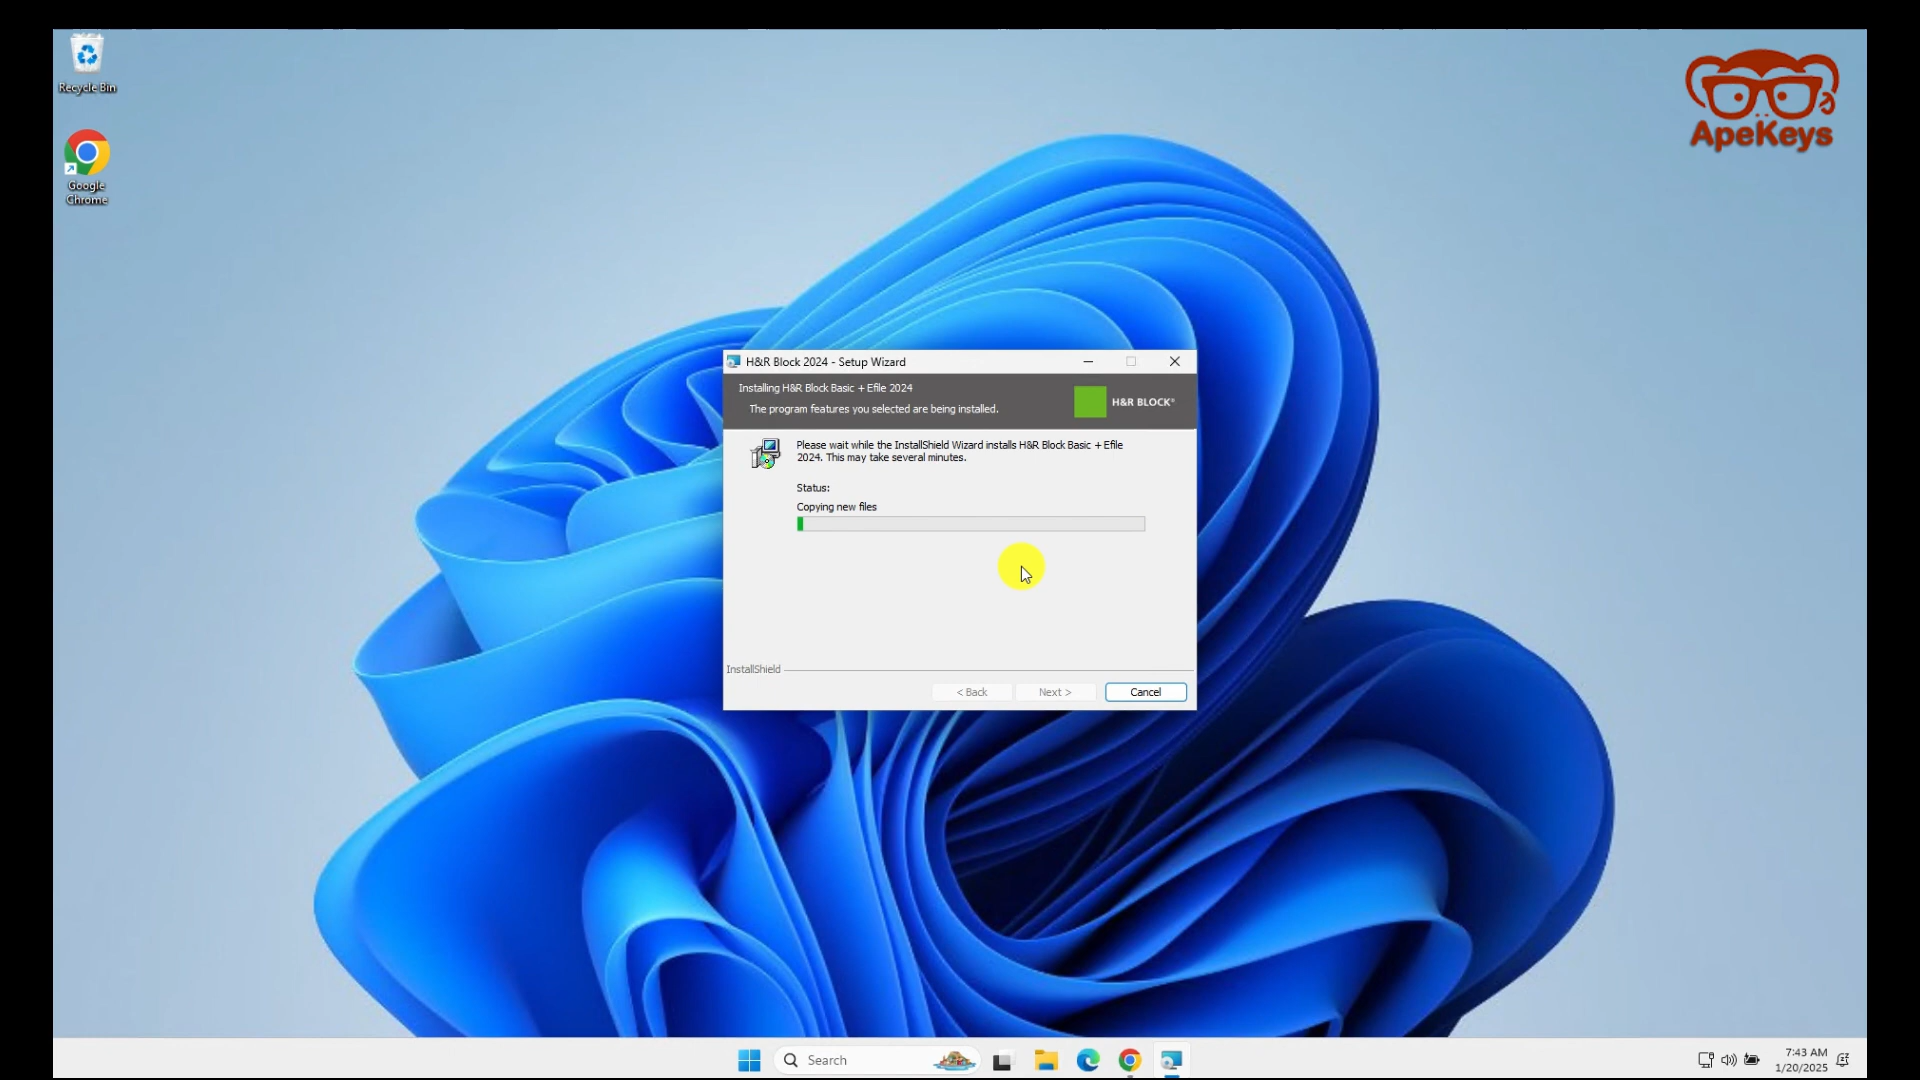 Recycle Bin
Google
Chrome
ApeKeys
H&R Block 2024 - Setup Wizard
Installing H&R Block Basic + Efile 2024
The program features you selected are being installed.
H&R BLOCK®
Please wait while the InstallShield Wizard installs H&R Block Basic + Efile
2024. This may take several minutes.
Status:
Copying new files
InstallShield
< Back
Next >
Cancel
Search
7:43 AM
1/20/2025